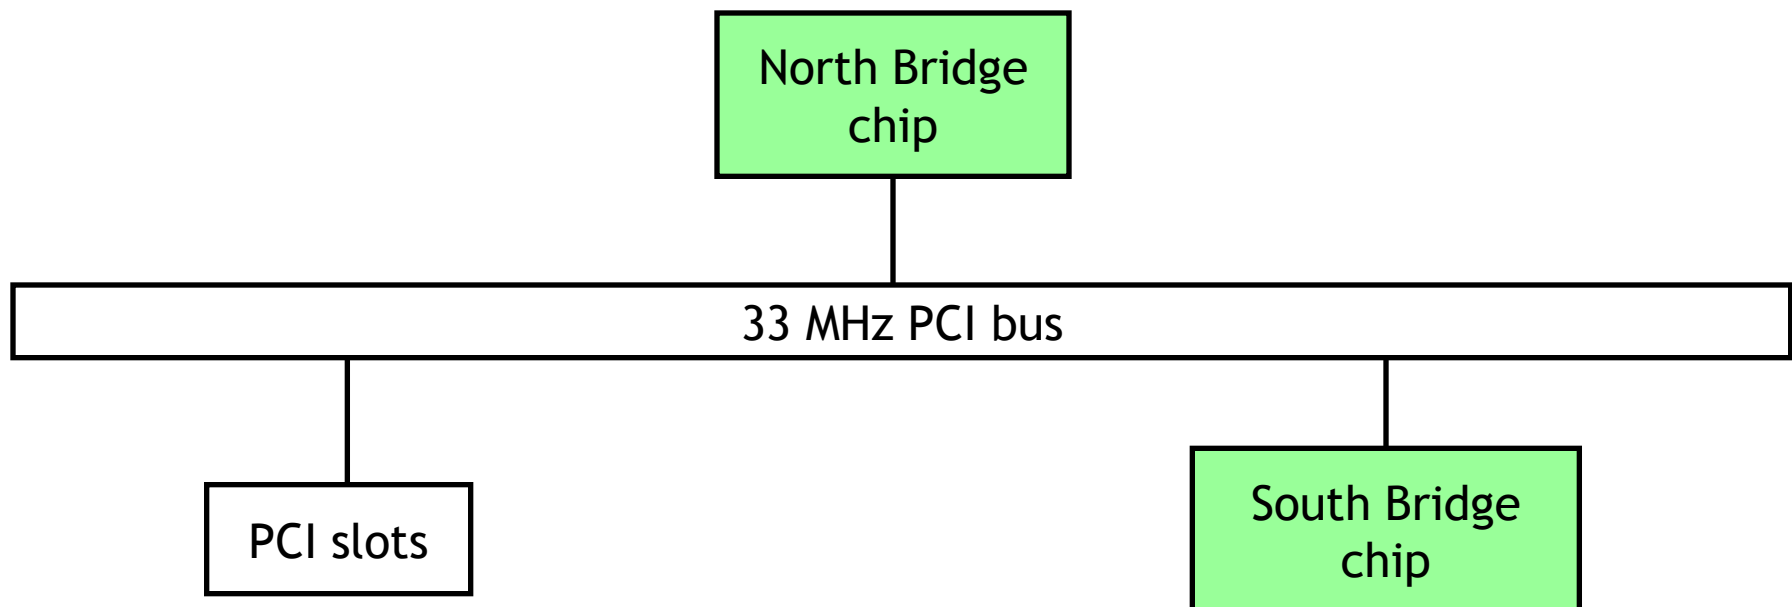 North Bridge
chip
33 MHz PCI bus
PCI slots
South Bridge
chip